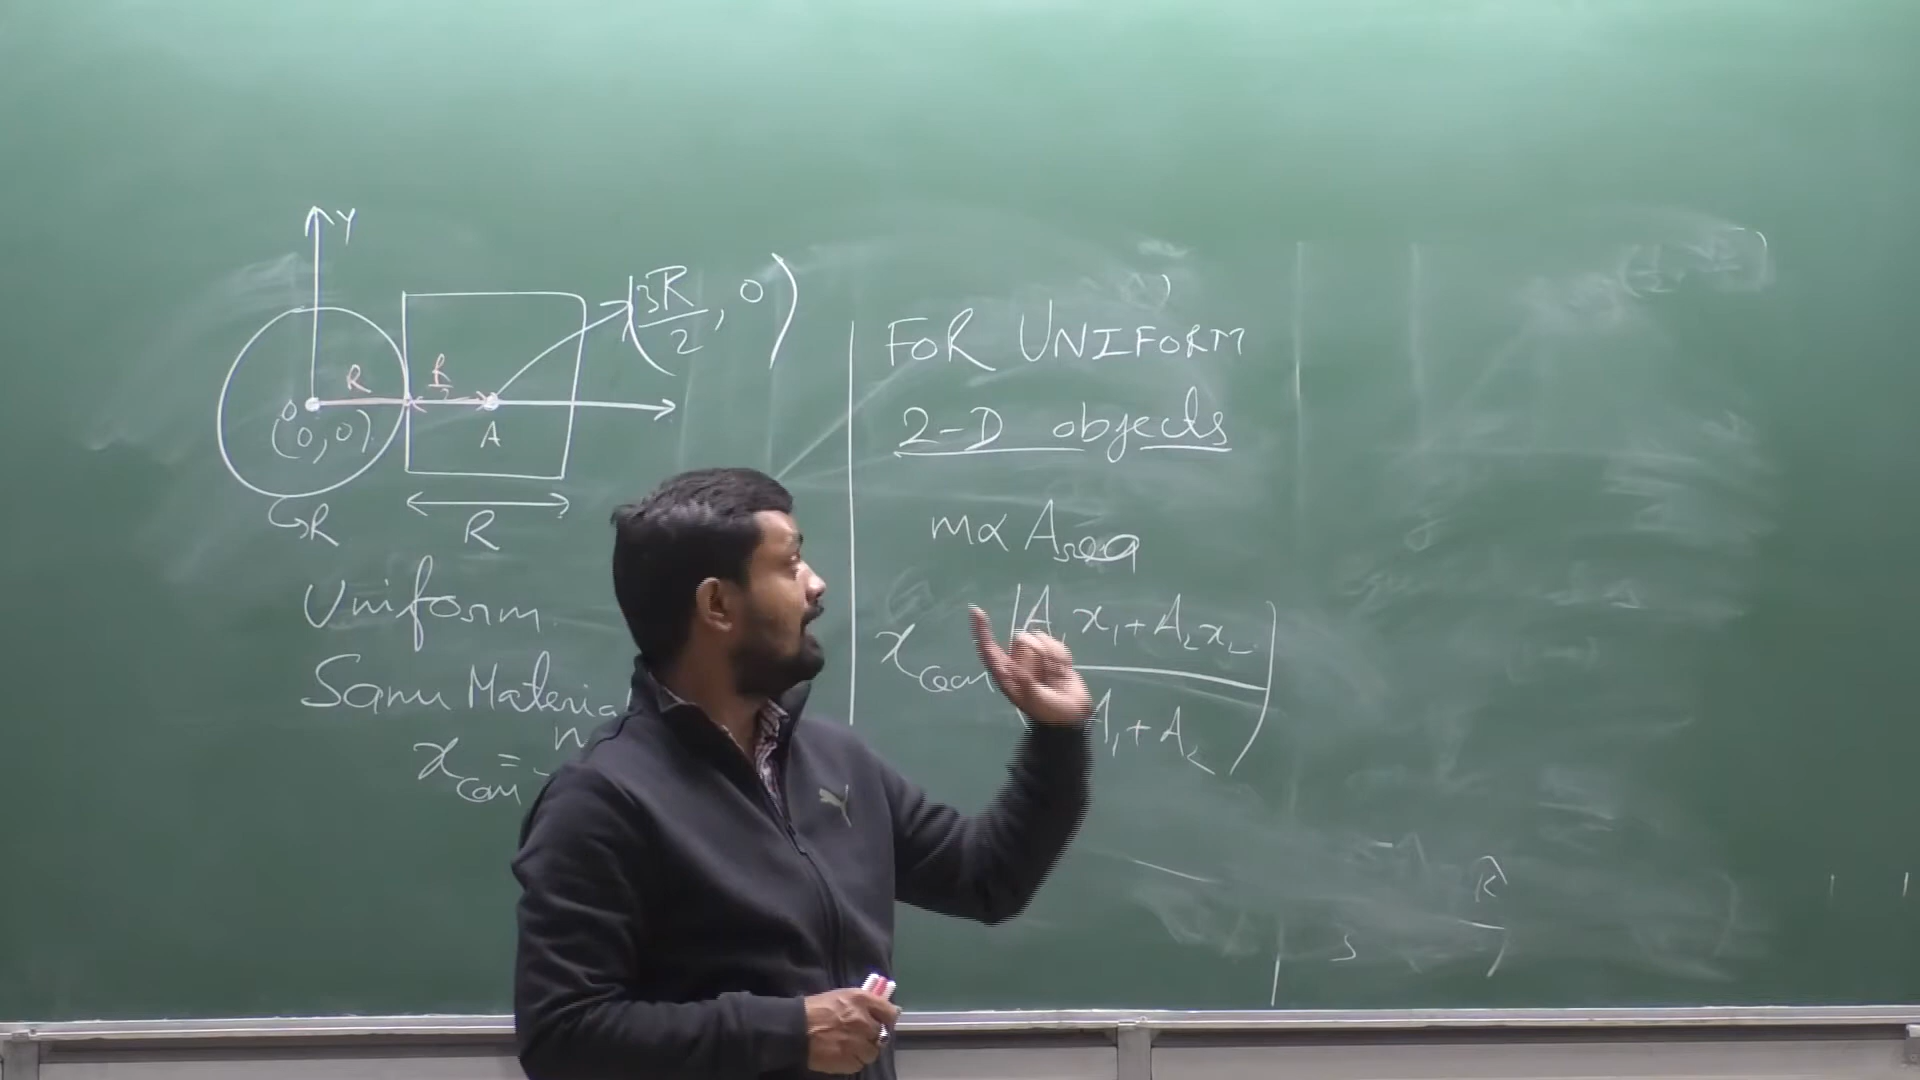 Y
(3R/2, 0)
R
R/2
O
(0,0)
A
R
R
Uniform
Same Material
x_com =
FOR UNIFORM
2-D objects
m∝ Area
x_com (A₁x₁+A₂x₂)/(A₁+A₂)